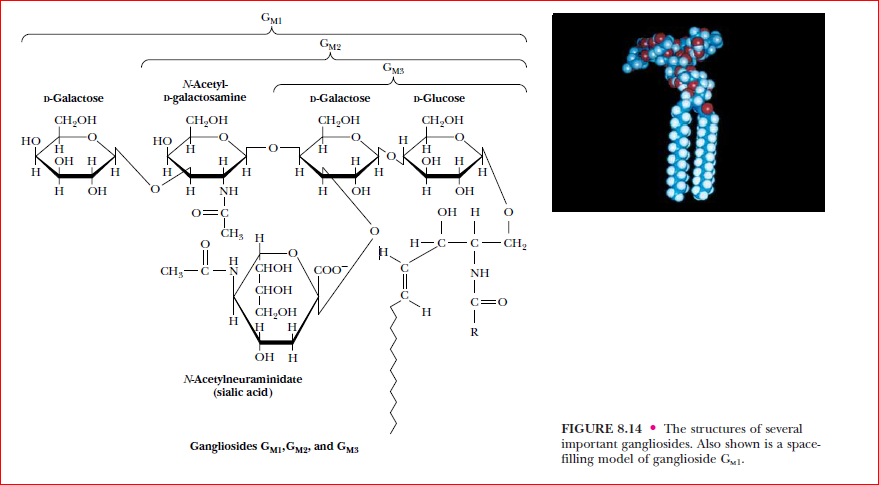 GM1
GM2
GM3
D-Galactose
N-Acetyl-
D-galactosamine
D-Galactose
D-Glucose
CH2OH
CH2OH
CH2OH
CH2OH
HO
O
H
OH
H
H
H
H
OH
O
HO
O
H
H
H
H
H
NH
O
O
H
H
H
H
OH
O
H
O
H
OH
H
H
H
OH
O=C
CH3
O
CH3—C—N
H
H
O
CHOH
COO−
CHOH
CH2OH
H
H
H
OH
H
O
OH
H
O
H—C—C—CH2
H
C
C
H
NH
C=O
R
N-Acetylneuraminidate
(sialic acid)
Gangliosides GM1, GM2, and GM3
FIGURE 8.14 • The structures of several
important gangliosides. Also shown is a space-
filling model of ganglioside GM1.